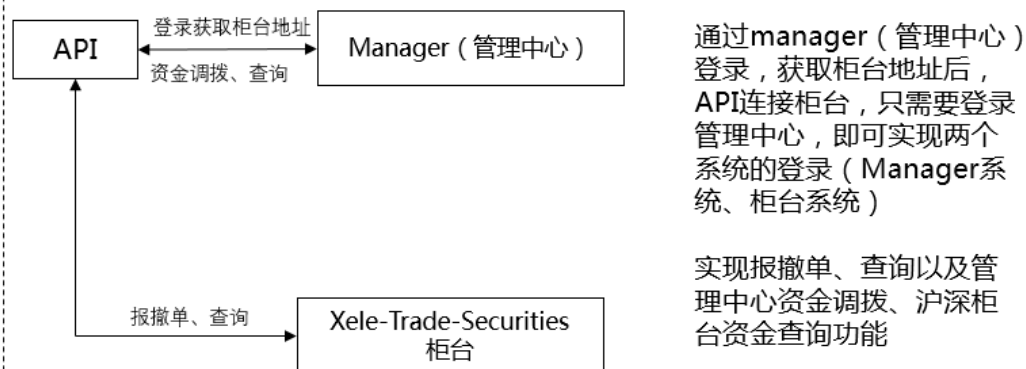 API
登录获取柜台地址
资金调拨、查询
Manager（管理中心）
报撤单、查询
Xele-Trade-Securities
柜台
通过manager（管理中心）
登录，获取柜台地址后，
API连接柜台，只需要登录
管理中心，即可实现两个
系统的登录（Manager系
统、柜台系统）
实现报撤单、查询以及管
理中心资金调拨、沪深柜
台资金查询功能